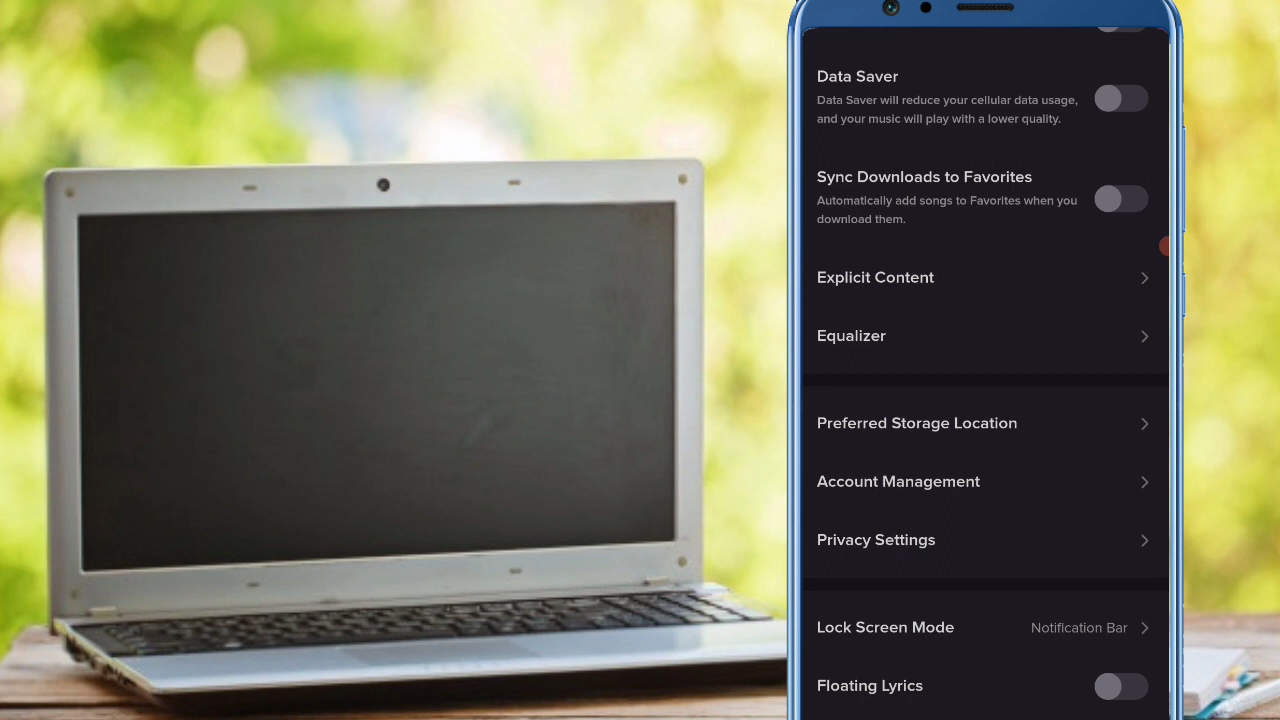 Data Saver
Data Saver will reduce your cellular data usage,
and your music will play with a lower quality.
Sync Downloads to Favorites
Automatically add songs to Favorites when you
download them.
Explicit Content
Equalizer
Preferred Storage Location
Account Management
Privacy Settings
Lock Screen Mode
Notification Bar
Floating Lyrics